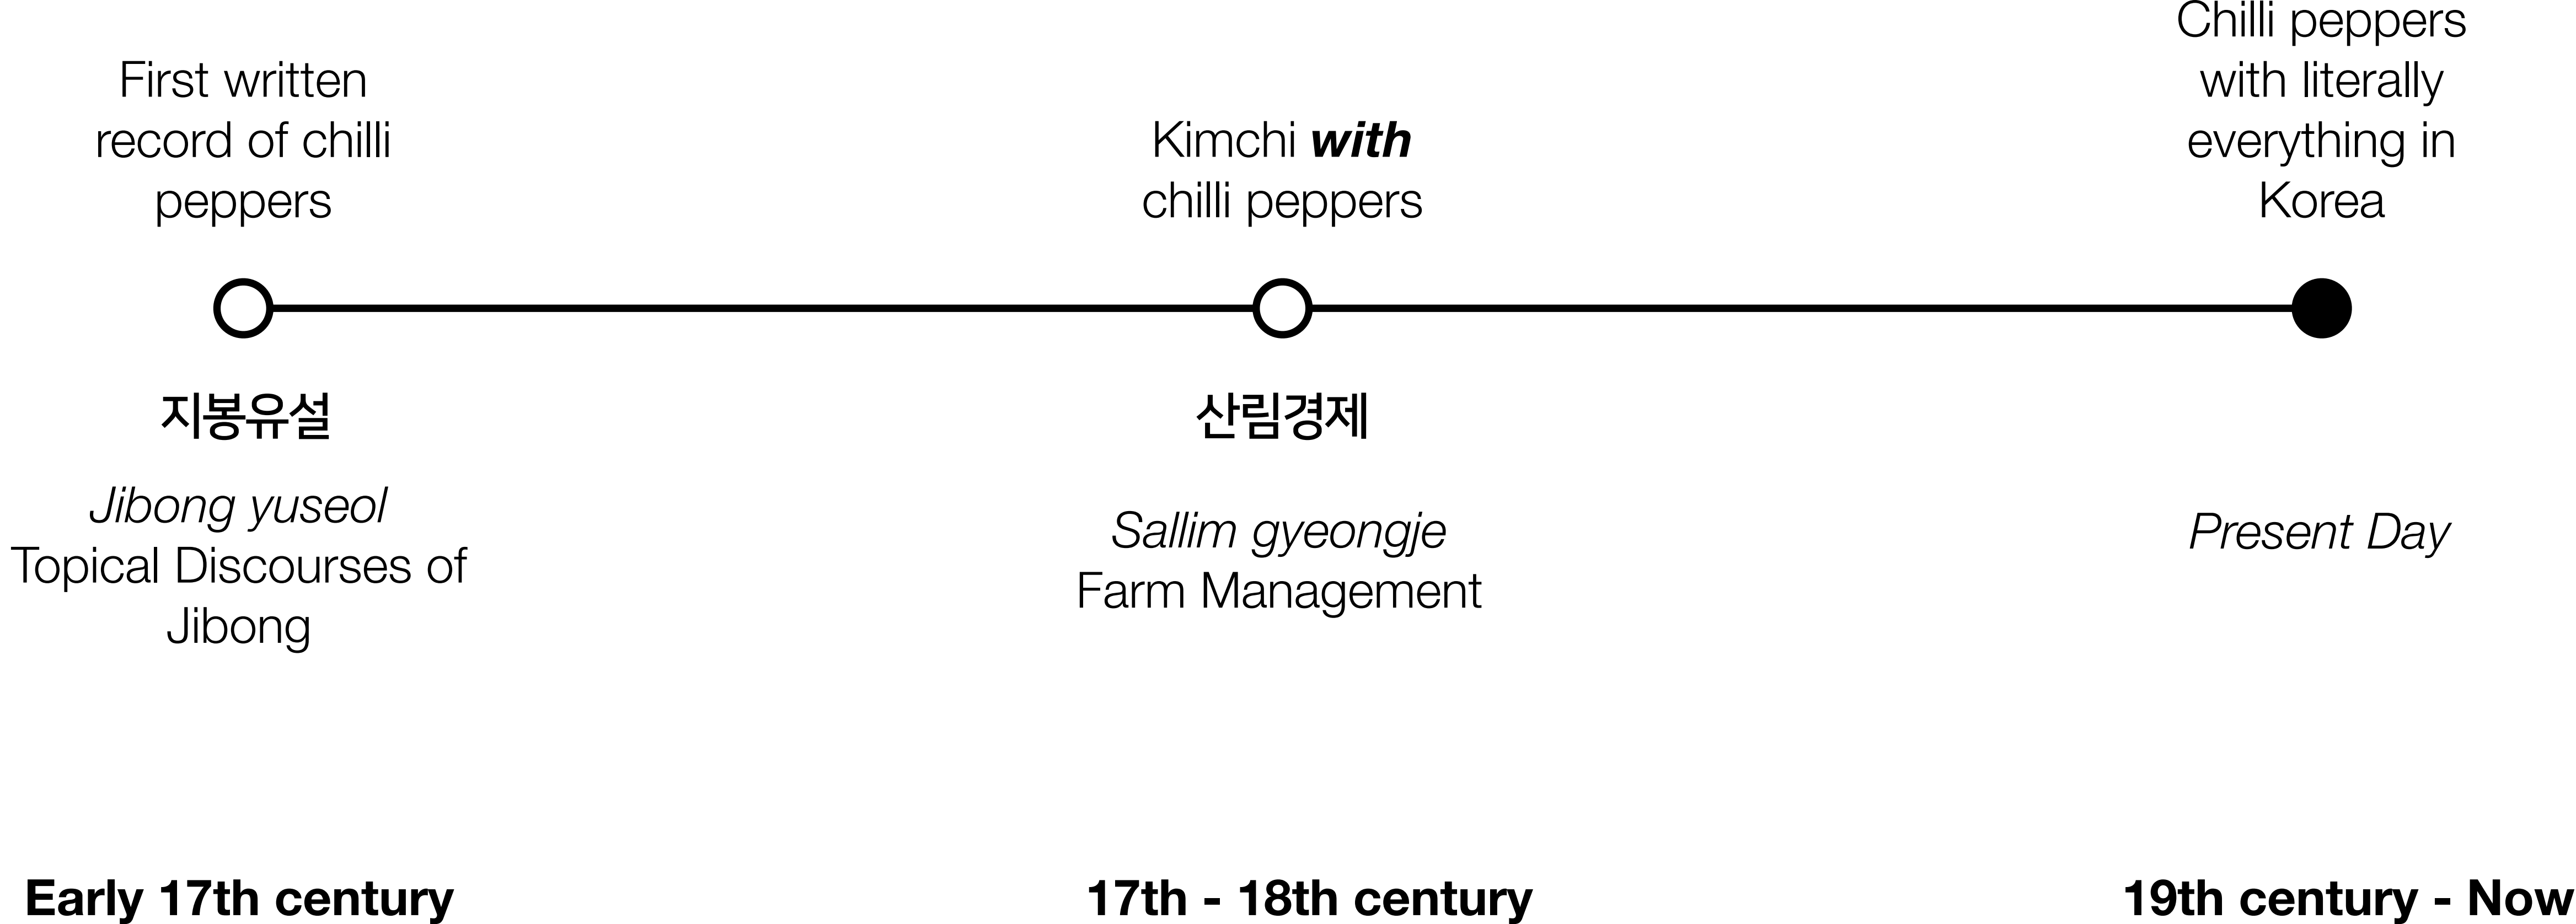 First written
record of chilli
peppers
지봉유설
Jibong yuseol
Topical Discourses of
Jibong
Early 17th century
Kimchi with
chilli peppers
산림경제
Sallim gyeongje
Farm Management
17th - 18th century
Chilli peppers
with literally
everything in
Korea
Present Day
19th century - Now